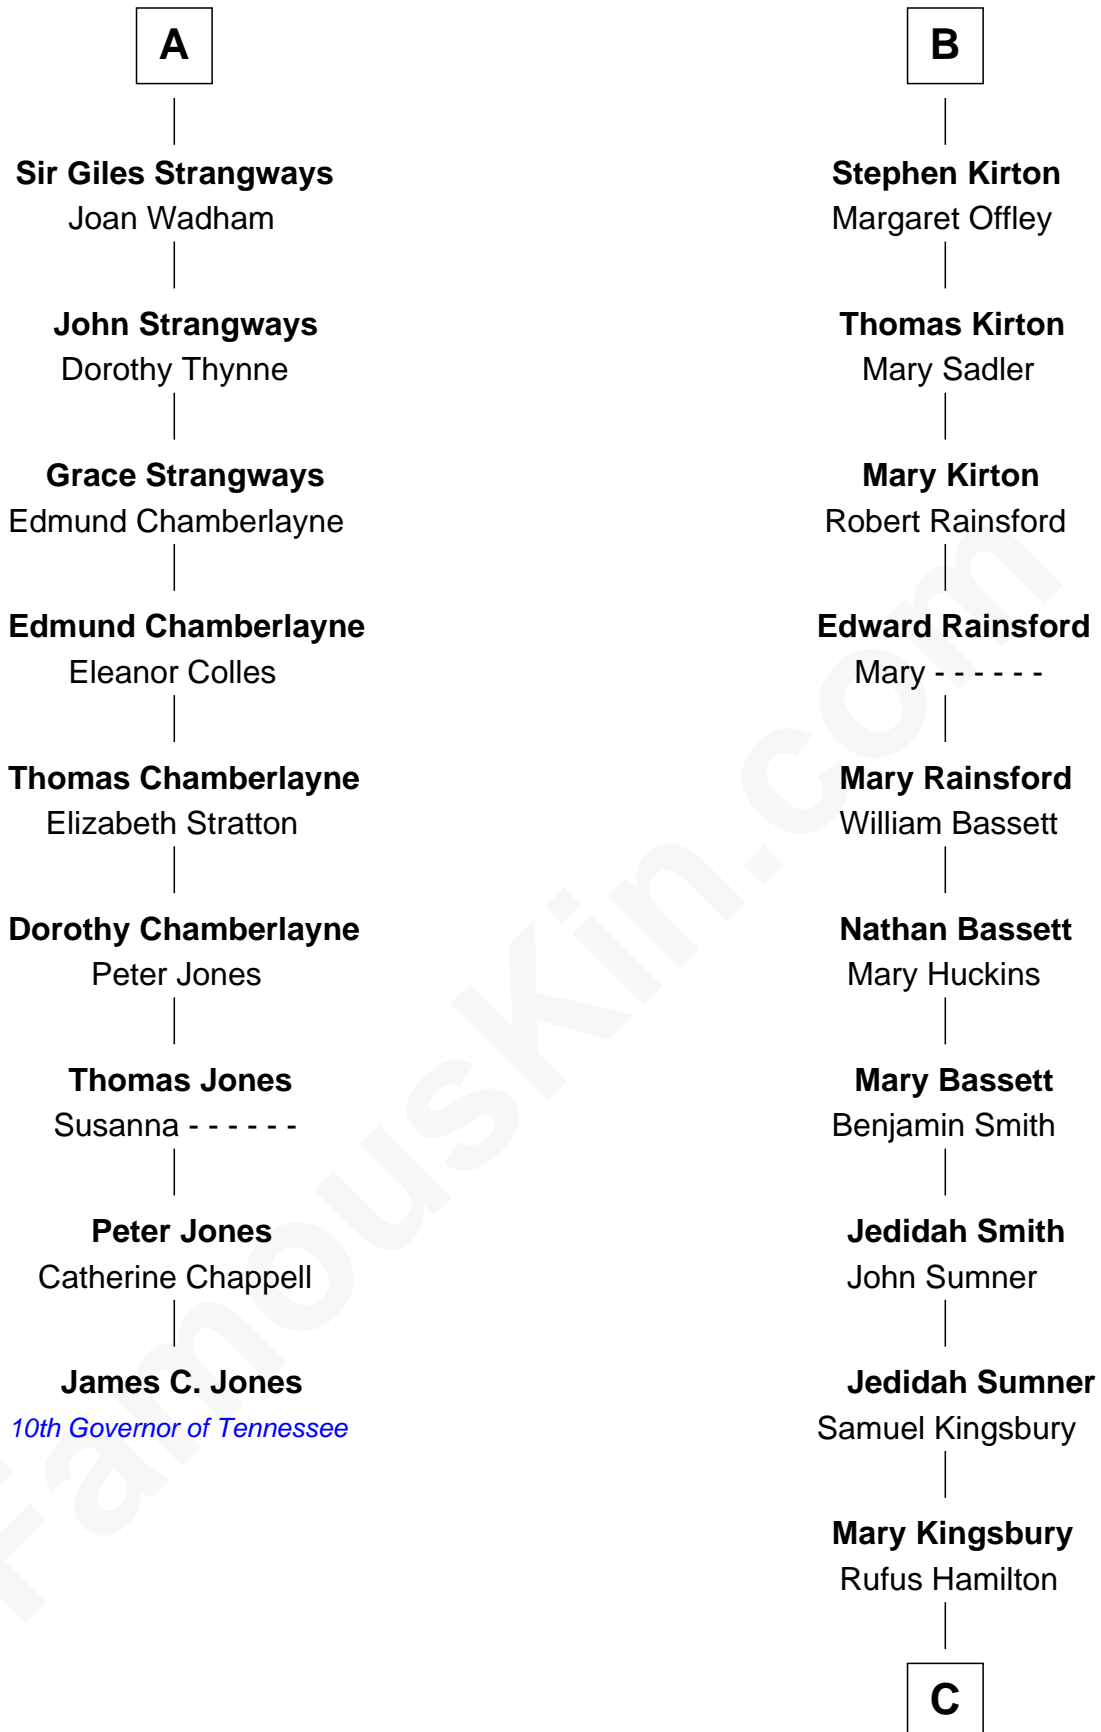 A
Sir Giles Strangways
Joan Wadham
John Strangways
Dorothy Thynne
Grace Strangways
Edmund Chamberlayne
Edmund Chamberlayne
Eleanor Colles
Thomas Chamberlayne
Elizabeth Stratton
Dorothy Chamberlayne
Peter Jones
Thomas Jones
Susanna - - - - - -
Peter Jones
Catherine Chappell
James C. Jones
10th Governor of Tennessee
B
Stephen Kirton
Margaret Offley
Thomas Kirton
Mary Sadler
Mary Kirton
Robert Rainsford
Edward Rainsford
Mary - - - - - -
Mary Rainsford
William Bassett
Nathan Bassett
Mary Huckins
Mary Bassett
Benjamin Smith
Jedidah Smith
John Sumner
Jedidah Sumner
Samuel Kingsbury
Mary Kingsbury
Rufus Hamilton
C
FamousKin.com